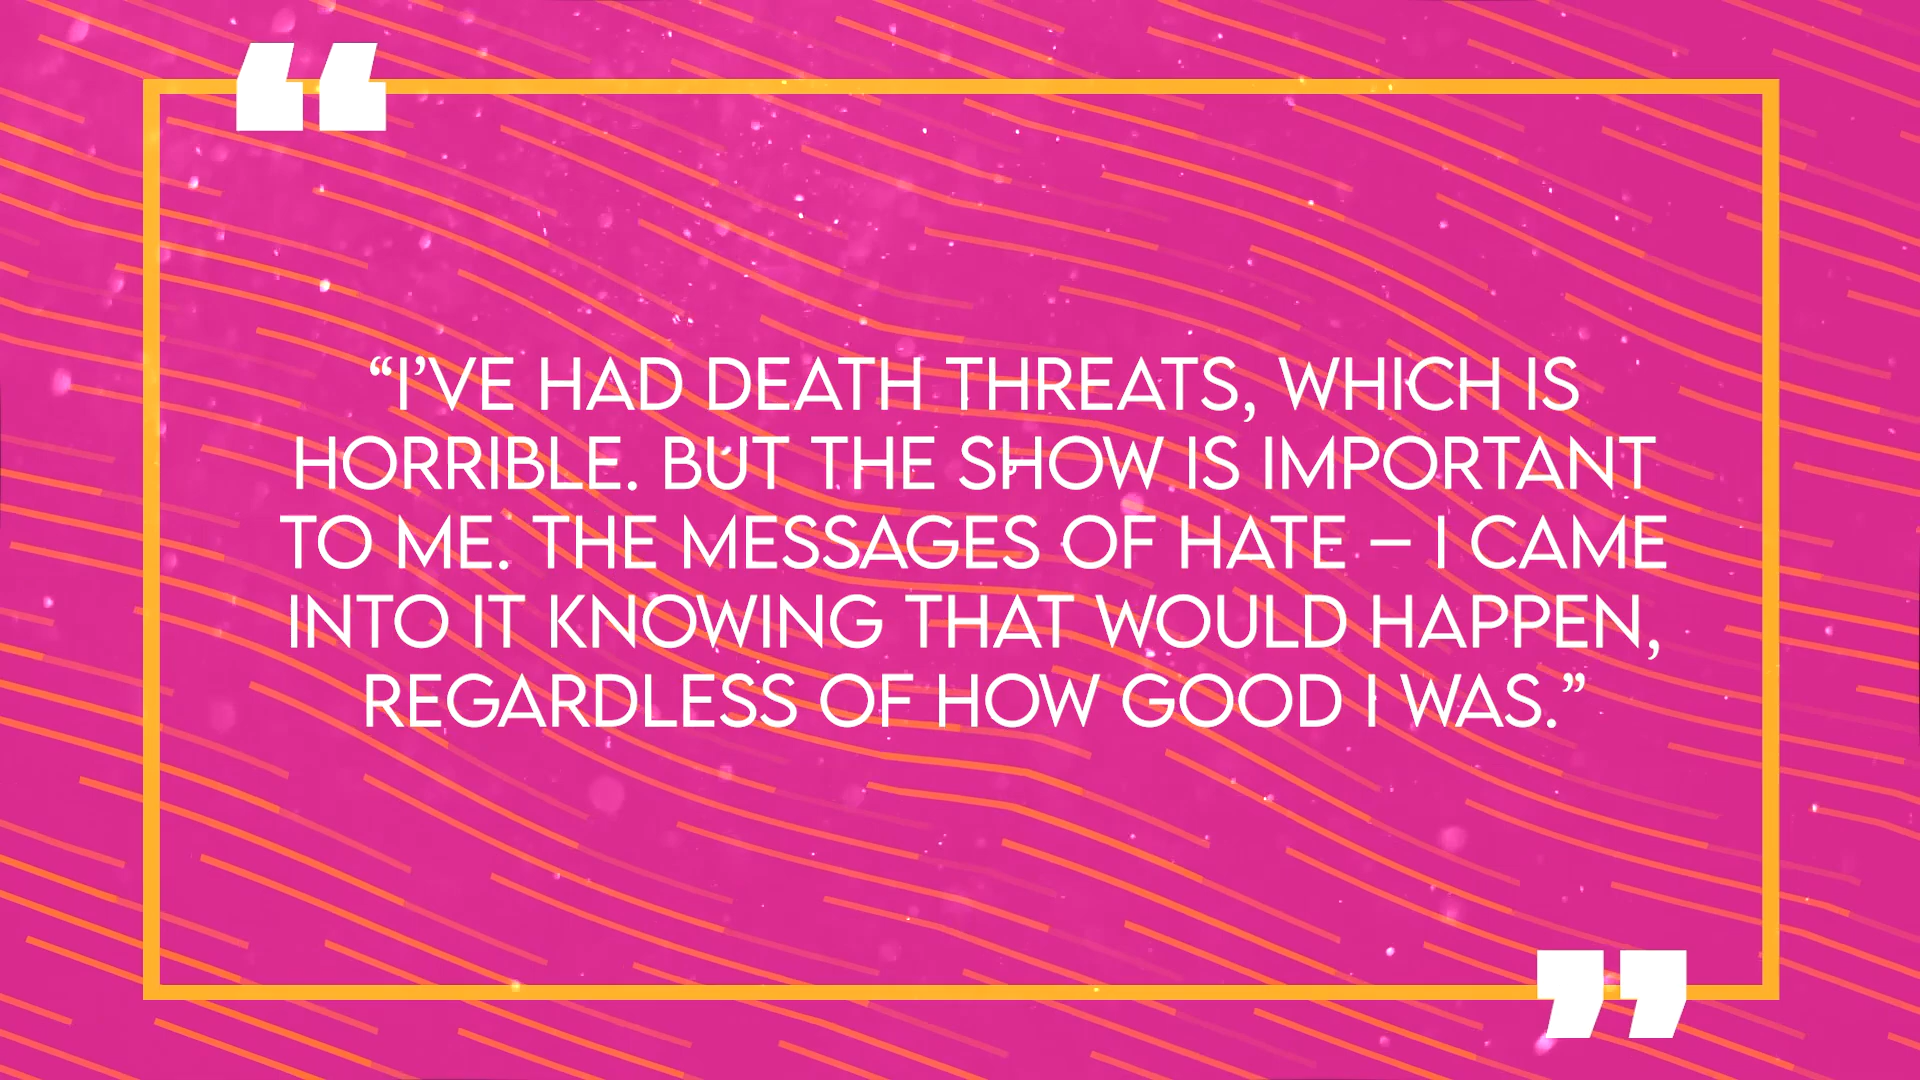 “I’VE HAD DEATH THREATS, WHICH IS
HORRIBLE. BUT THE SHOW IS IMPORTANT
TO ME. THE MESSAGES OF HATE – I CAME
INTO IT KNOWING THAT WOULD HAPPEN,
REGARDLESS OF HOW GOOD I WAS.”